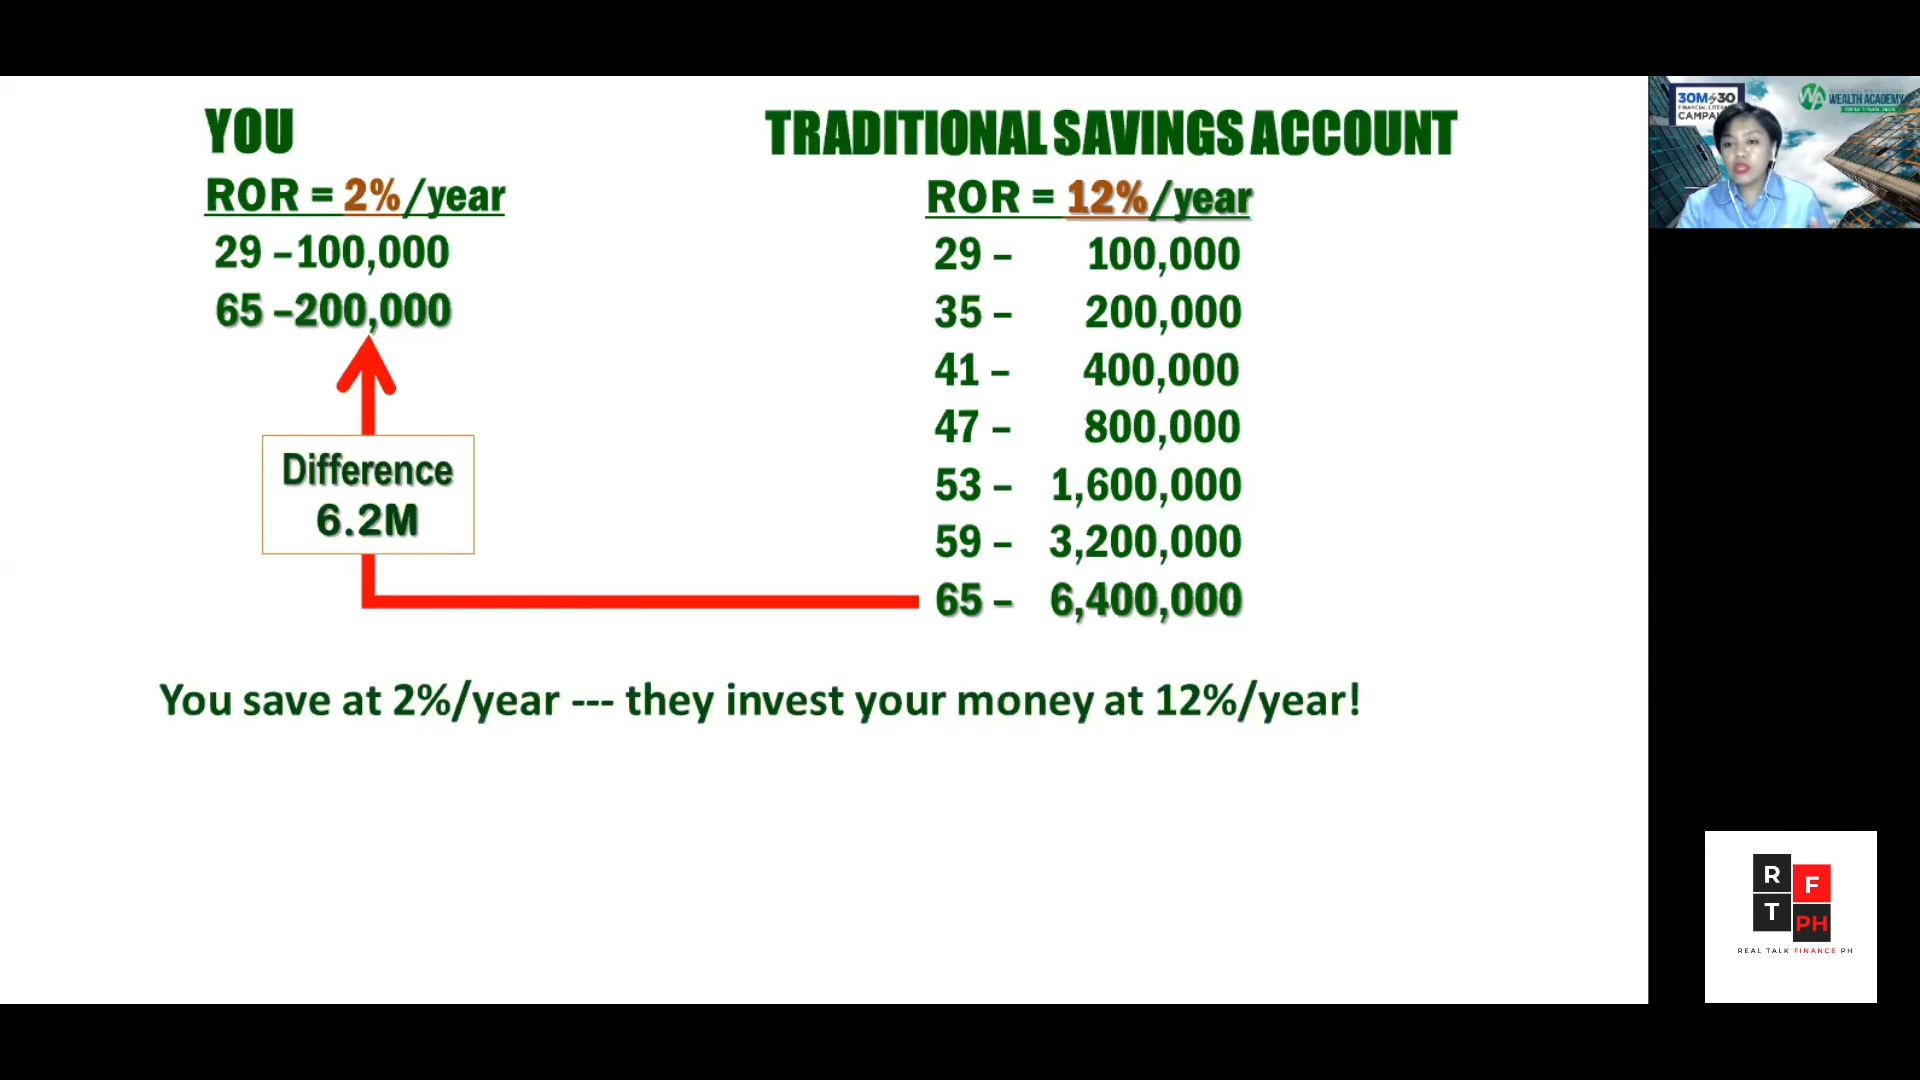 YOU
ROR = 2%/year
29 –100,000
65 –200,000
Difference
6.2M
TRADITIONAL SAVINGS ACCOUNT
ROR = 12%/year
29 – 100,000
35 – 200,000
41 – 400,000
47 – 800,000
53 – 1,600,000
59 – 3,200,000
65 – 6,400,000
You save at 2%/year --- they invest your money at 12%/year!
30M by 30
WA
WEALTH ACADEMY
R F
T PH
REAL TALK FINANCE PH